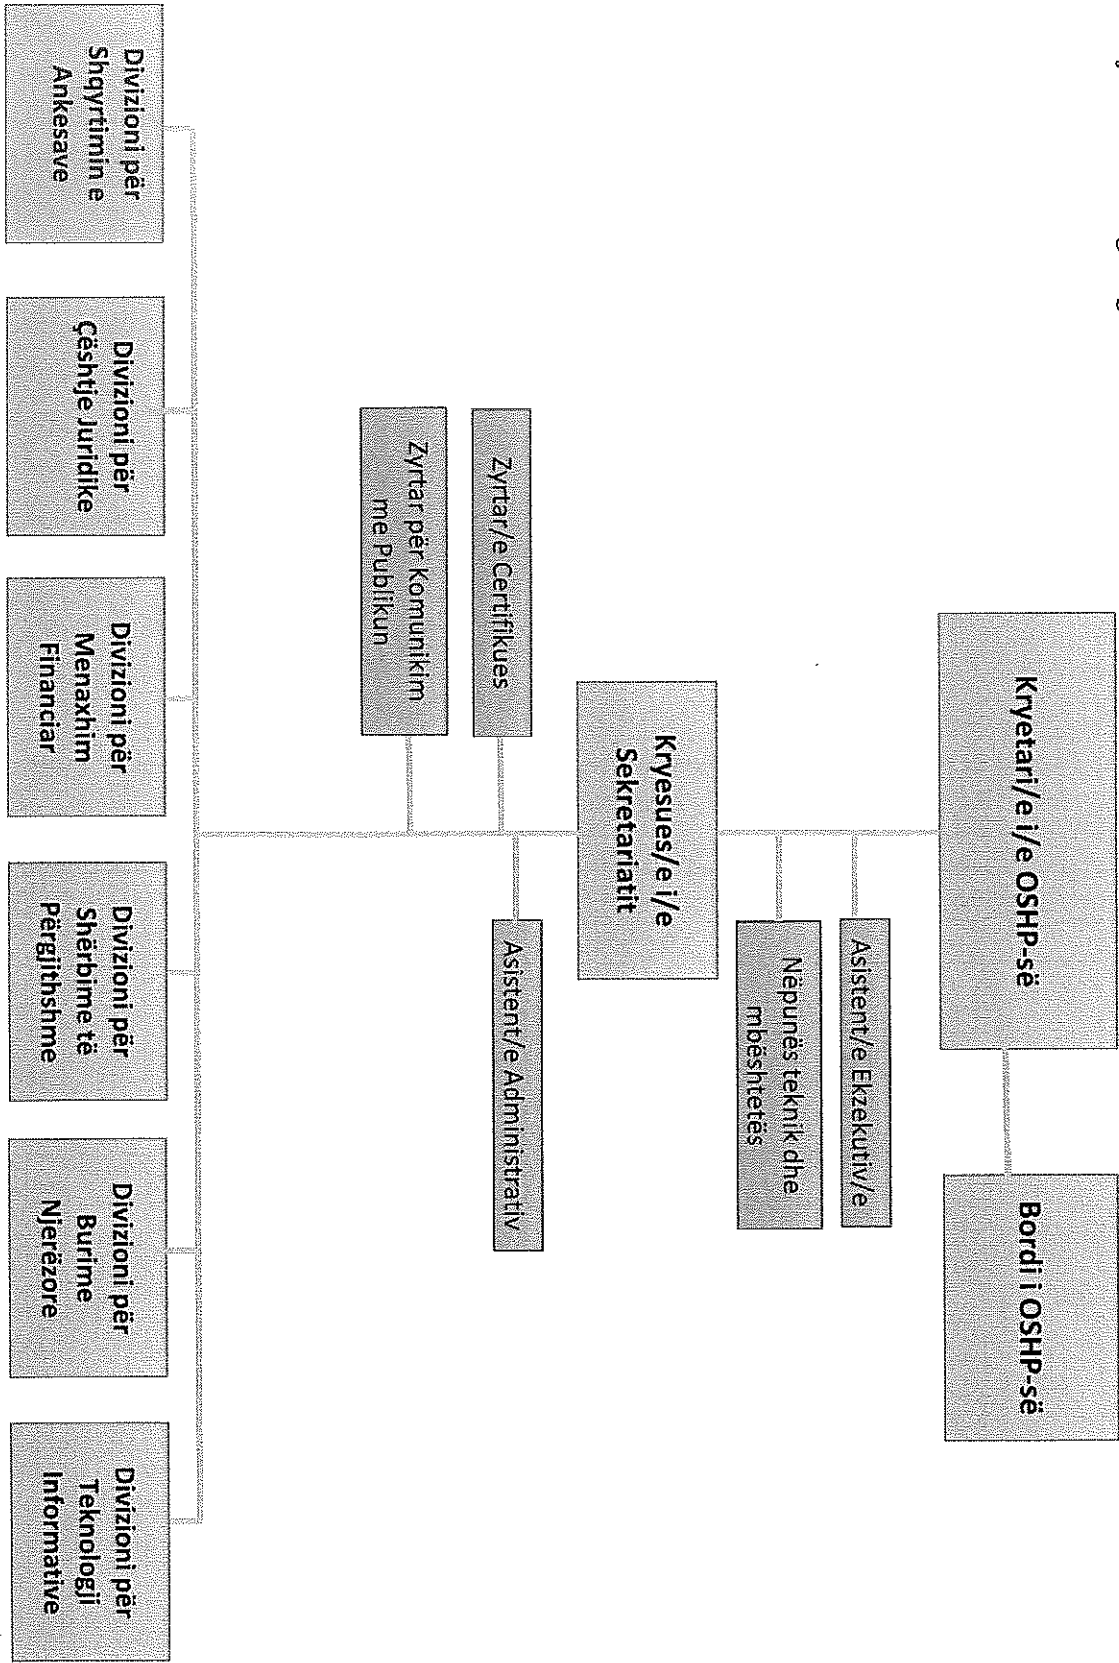 Kryetari/e i/e OSHP-së
Bordi i OSHP-së
Asistent/e Ekzekutiv/e
Nëpunës teknik dhe
mbështetës
Kryesues/e i/e
Sekretariatit
Zyrtar/e Certifikues
Asistent/e Administrativ
Zyrtar për Komunikim
me Publikun
Divizioni për
Shqyrtimin e
Ankesave
Divizioni për
Çështje Juridike
Divizioni për
Menaxhim
Financiar
Divizioni për
Shërbime të
Përgjithshme
Divizioni për
Burime
Njerëzore
Divizioni për
Teknologji
Informative